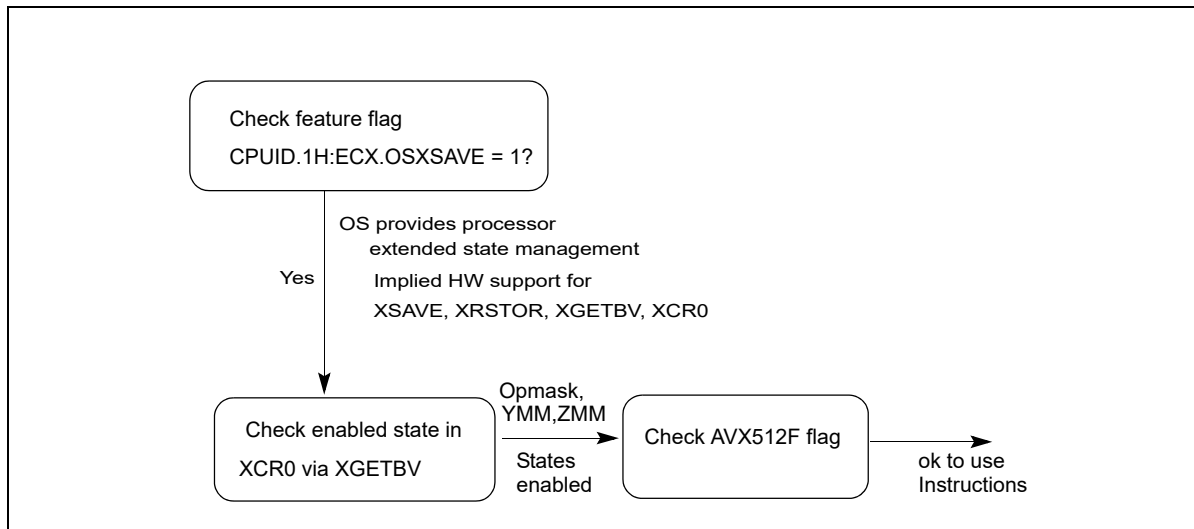 Check feature flag
CPUID.1H:ECX.OSXSAVE = 1?
OS provides processor
extended state management
Yes
Implied HW support for
XSAVE, XRSTOR, XGETBV, XCR0
Check enabled state in
XCR0 via XGETBV
Opmask,
YMM,ZMM
States
enabled
Check AVX512F flag
ok to use
Instructions